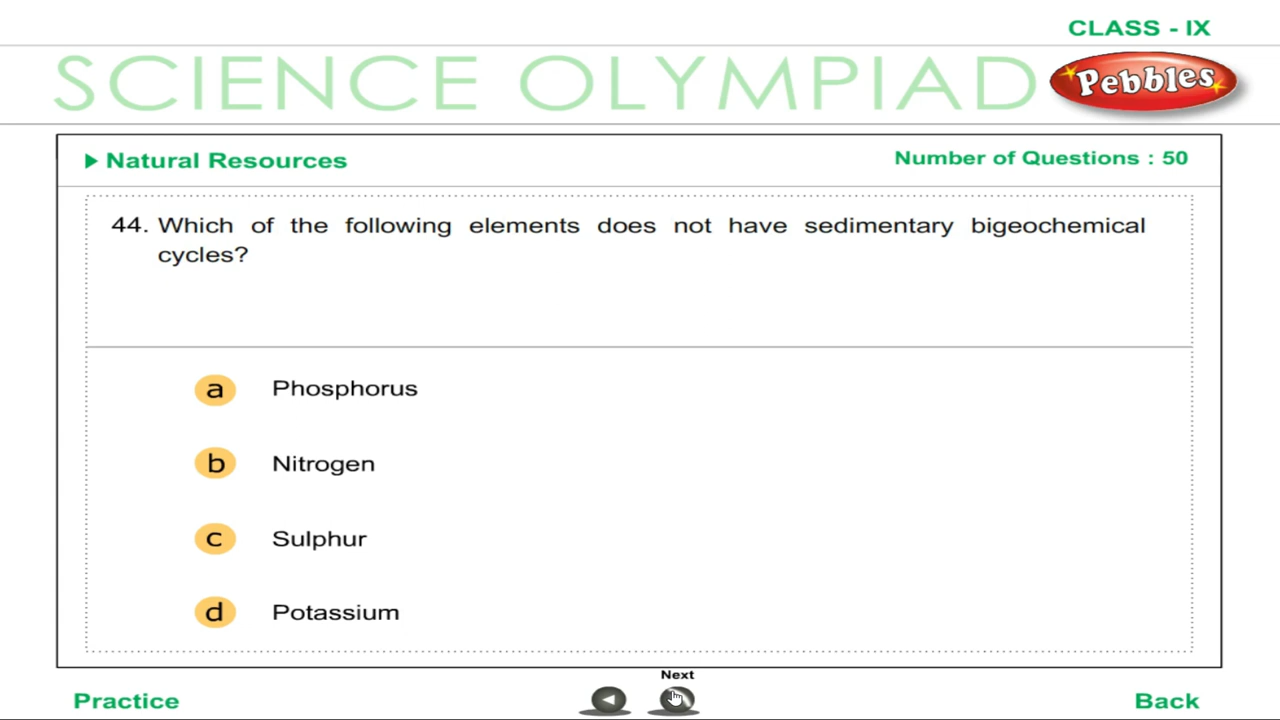 CLASS - IX
SCIENCE OLYMPIAD
Pebbles
Natural Resources
Number of Questions : 50
44. Which of the following elements does not have sedimentary bigeochemical
cycles?
a Phosphorus
b Nitrogen
c Sulphur
d Potassium
Next
Practice
Back